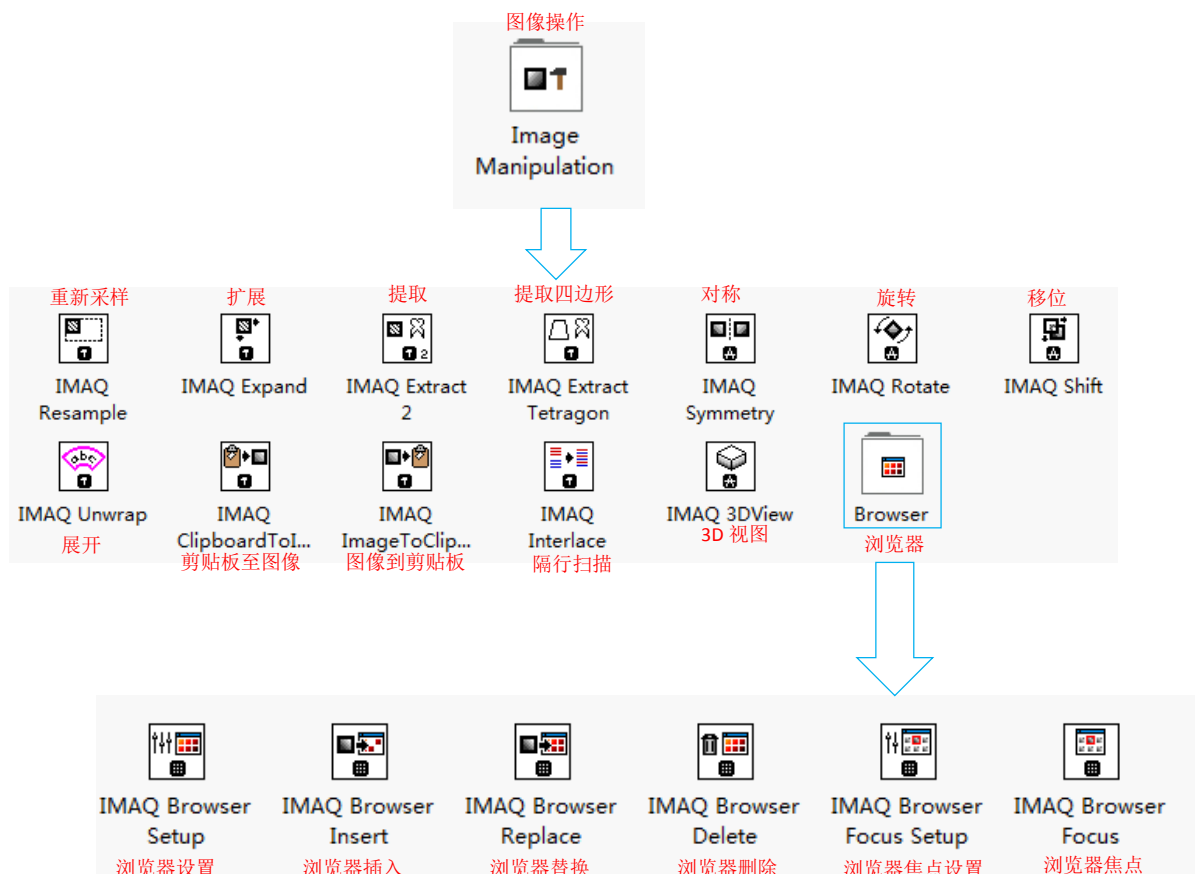 图像操作
Image
Manipulation
重新采样 扩展 提取 提取四边形 对称 旋转 移位
IMAQ Resample
IMAQ Expand
IMAQ Extract 2
IMAQ Extract Tetragon
IMAQ Symmetry
IMAQ Rotate
IMAQ Shift
abc
IMAQ Unwrap
展开
IMAQ
ClipboardToI...
剪贴板至图像
IMAQ
ImageToClip...
图像到剪贴板
IMAQ
Interlace
隔行扫描
IMAQ 3DView
3D 视图
Browser
浏览器
IMAQ Browser
Setup
浏览器设置
IMAQ Browser
Insert
浏览器插入
IMAQ Browser
Replace
浏览器替换
IMAQ Browser
Delete
浏览器删除
IMAQ Browser
Focus Setup
浏览器焦点设置
IMAQ Browser
Focus
浏览器焦点